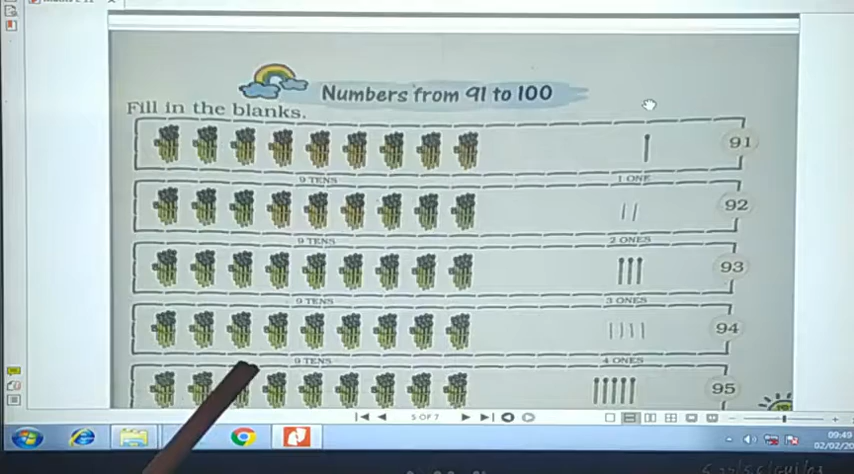 Numbers from 91 to 100
Fill in the blanks.
91
9 TENS 1 ONE
92
9 TENS 2 ONES
93
9 TENS 3 ONES
94
9 TENS 4 ONES
95
5 OF 7
09:49